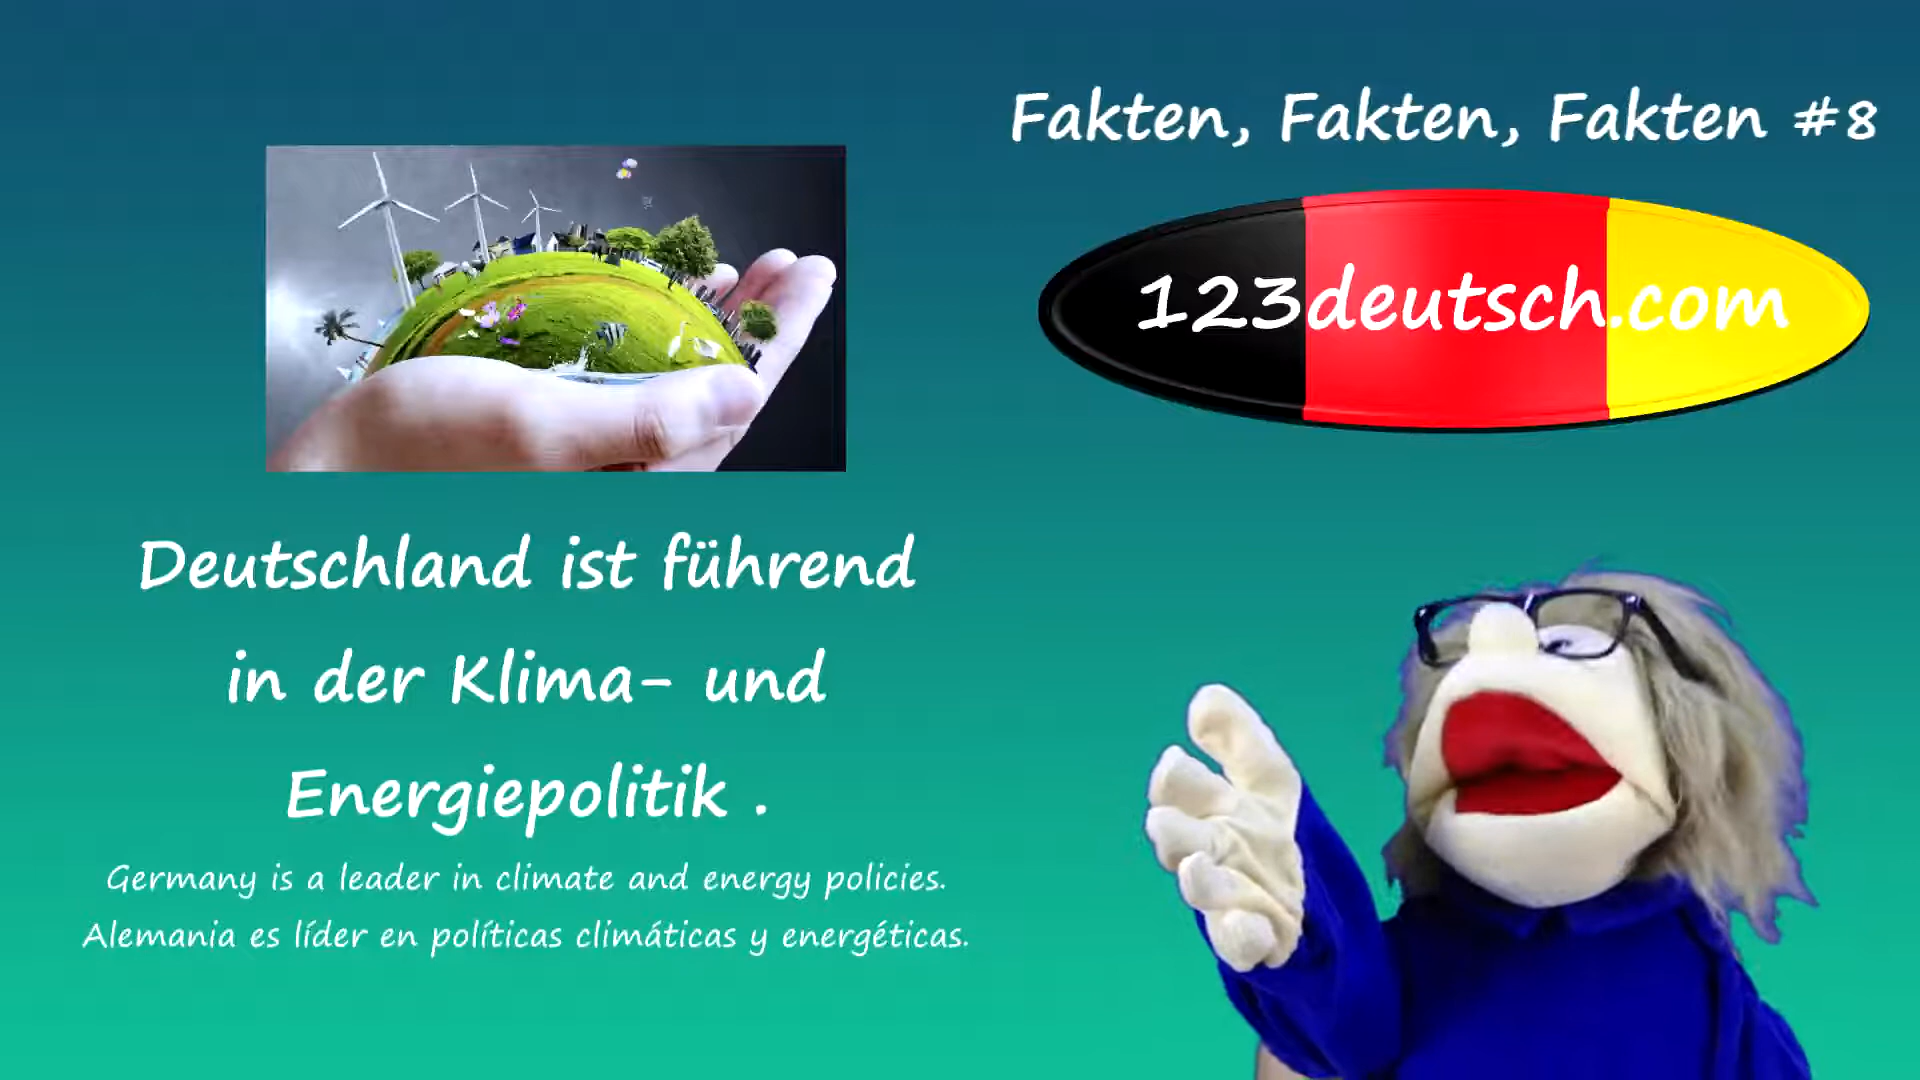 Fakten, Fakten, Fakten #8
123deutsch.com
Deutschland ist führend
in der Klima- und
Energiepolitik .
Germany is a leader in climate and energy policies.
Alemania es líder en políticas climáticas y energéticas.